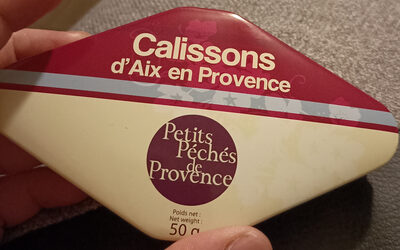 Calissons
d'Aix en Provence
Petits
Péchés
de
Provence
Poids net :
Net weight :
50 g